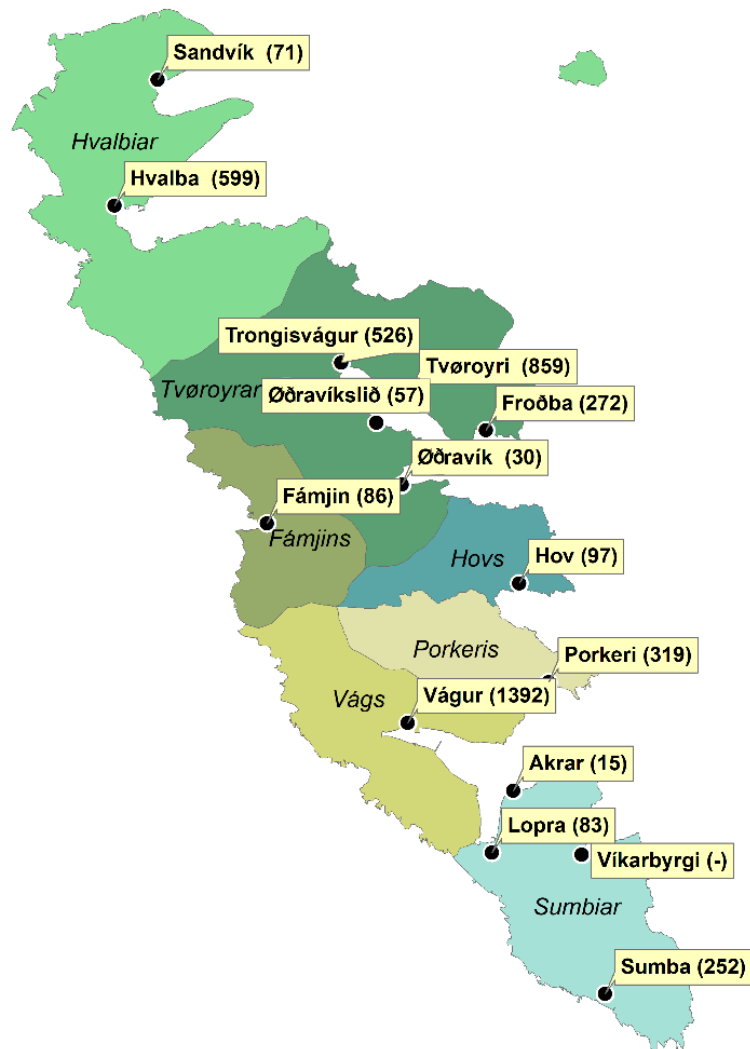 Sandvík (71)
Hvalbiar
Hvalba (599)
Trongisvágur (526)
Tvøroyri (859)
Tvøroyrar
Øðravíkslið (57)
Froðba (272)
Øðravík (30)
Fámjin (86)
Fámjins
Hovs
Hov (97)
Porkeris
Porkeri (319)
Vágs
Vágur (1392)
Akrar (15)
Lopra (83)
Víkarbyrgi (-)
Sumbiar
Sumba (252)